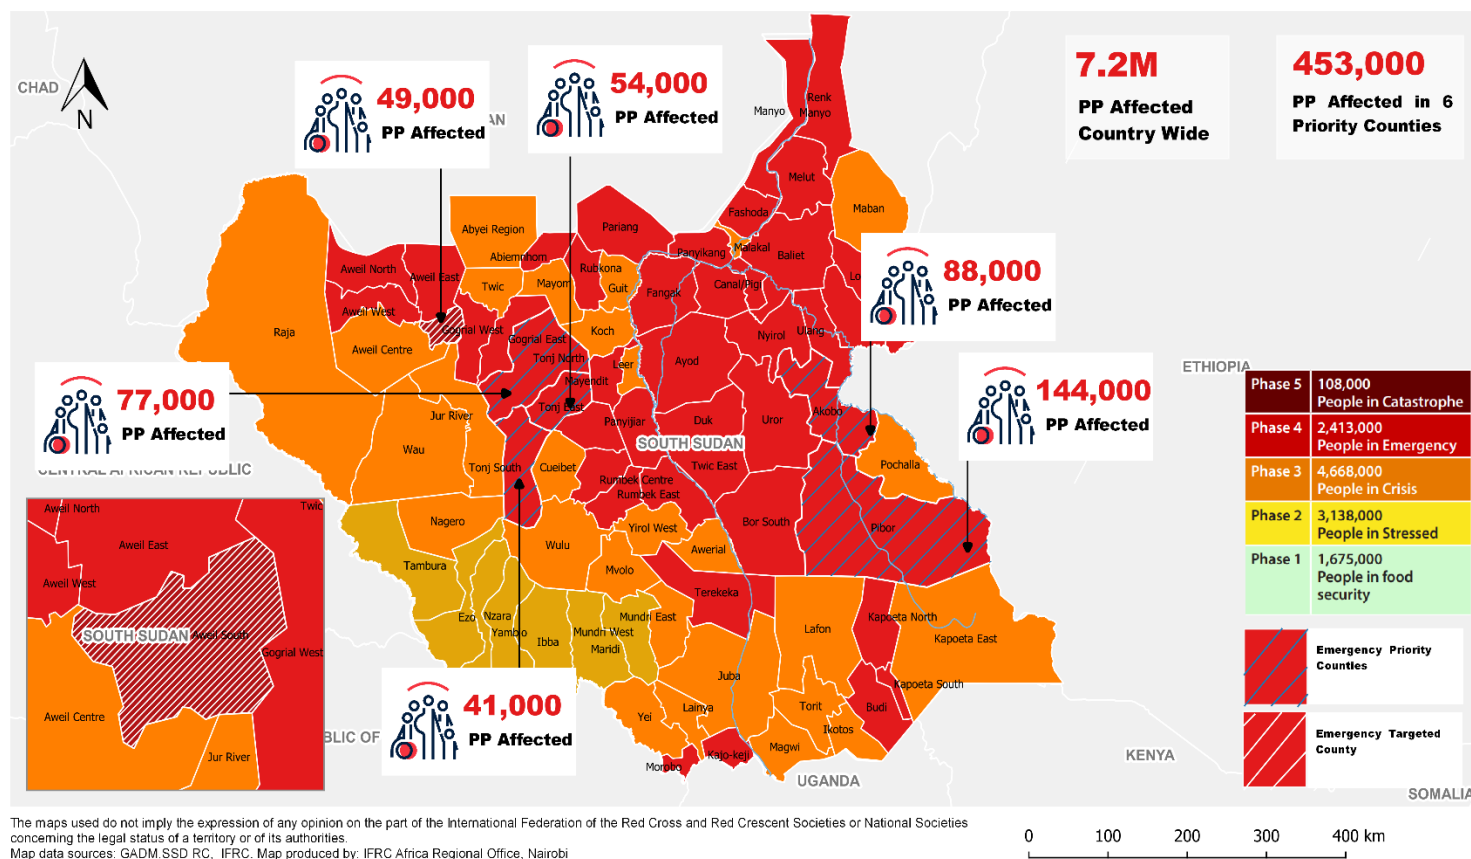 CHAD
N
49,000
PP Affected
AN
54,000
PP Affected
7.2M
PP Affected
Country Wide
453,000
PP Affected in 6
Priority Counties
Manyo
Renk
Manyo
Melut
Maban
Fashoda
Malakal
Panyikang
Baliet
Abyei Region
Abiemnhom
Pariang
Rubkona
Aweil North
Aweil East
Twic
Mayom
Guit
Fangak
Canal/Pigi
Lo
88,000
PP Affected
Aweil West
Gogrial West
Raja
Aweil Centre
Gogrial East
Koch
Nyirol
Ulang
Tonj North
Leer
Ayod
Mayendit
ETHIOPIA
144,000
PP Affected
77,000
PP Affected
Jur River
Tonj East
Panyijiar
Duk
Uror
Akobo
SOUTH SUDAN
Wau
Tonj South
Cueibet
Twic East
Pochalla
CENTRAL AFRICAN REPUBLIC
Rumbek Centre
Rumbek East
Nagero
Yirol West
Bor South
Pibor
Wulu
Awerial
Tambura
Mvolo
Terekeka
Ezo
Nzara
Yambio
Ibba
Mundri West
Maridi
Mundri East
Lafon
Kapoeta North
Kapoeta East
Juba
Kapoeta South
41,000
PP Affected
BLIC OF
Yei
Lainya
Torit
Budi
Ikotos
Magwi
Morobo
Kajo-keji
UGANDA
KENYA
SOMALIA
Aweil North
Twic
Aweil East
Aweil West
SOUTH SUDAN
Aweil South
Gogrial West
Aweil Centre
Jur River
Phase 5
108,000
People in Catastrophe
Phase 4
2,413,000
People in Emergency
Phase 3
4,668,000
People in Crisis
Phase 2
3,138,000
People in Stressed
Phase 1
1,675,000
People in food
security
Emergency Priority
Counties
Emergency Targeted
County
The maps used do not imply the expression of any opinion on the part of the International Federation of the Red Cross and Red Crescent Societies or National Societies
concerning the legal status of a territory or of its authorities.
Map data sources: GADM,SSD RC, IFRC. Map produced by: IFRC Africa Regional Office, Nairobi
0 100 200 300 400 km